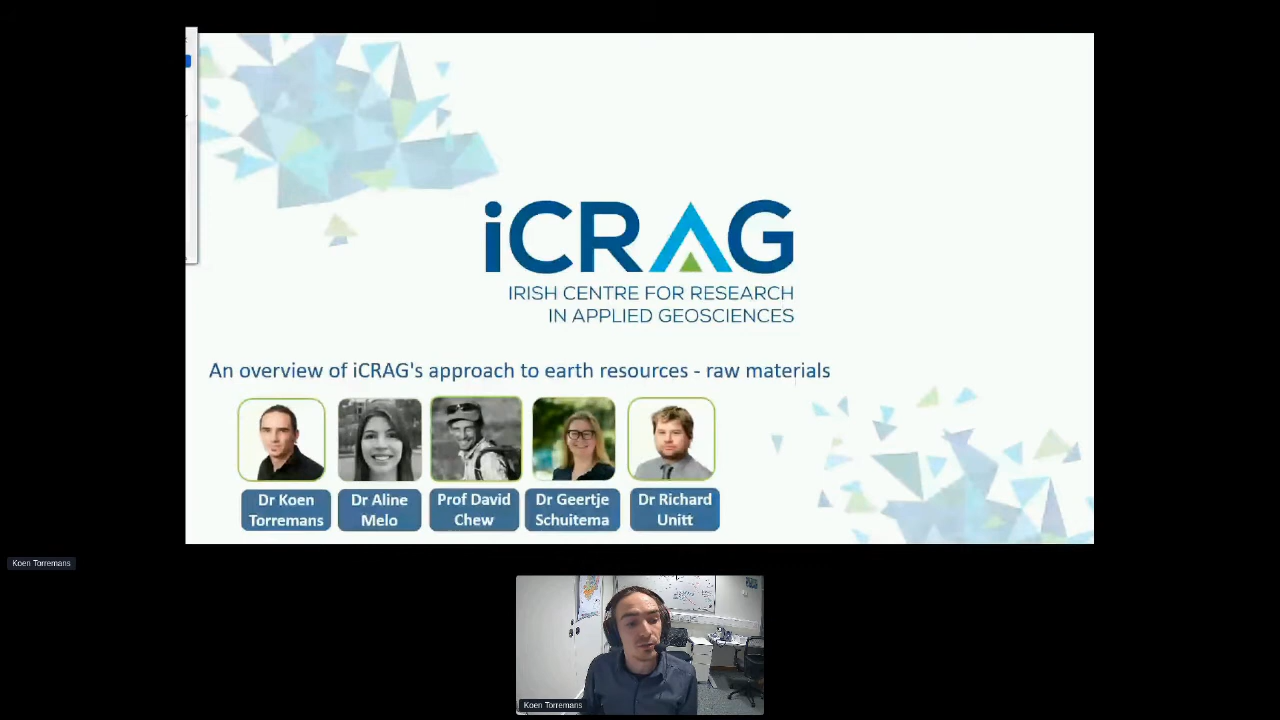 iCRAG
IRISH CENTRE FOR RESEARCH
IN APPLIED GEOSCIENCES
An overview of iCRAG's approach to earth resources - raw materials
Dr Koen
Torremans
Dr Aline
Melo
Prof David
Chew
Dr Geertje
Schuitema
Dr Richard
Unitt
Koen Torremans
Koen Torremans